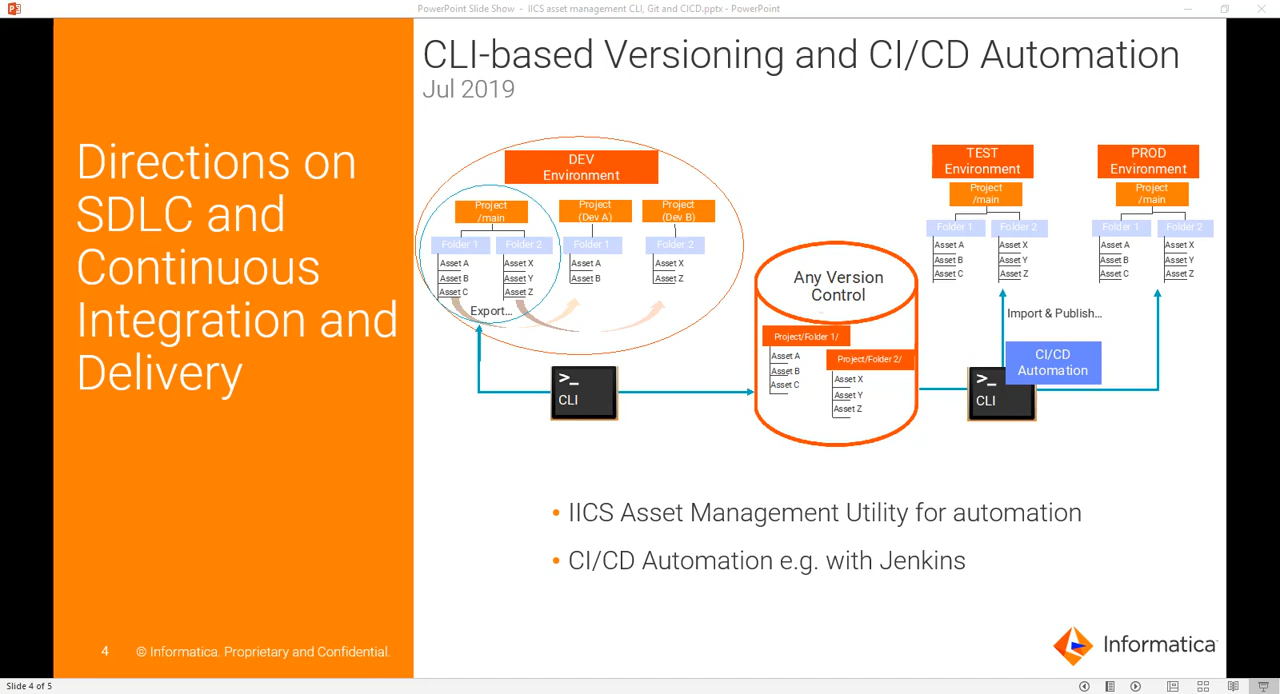 PowerPoint Slide Show - IICS asset management CLI, Git and CICD.pptx - PowerPoint
CLI-based Versioning and CI/CD Automation
Jul 2019
Directions on
SDLC and
Continuous
Integration and
Delivery
DEV
Environment
Project
/main
Folder 1
Asset A
Asset B
Asset C
Folder 2
Asset X
Asset Y
Asset Z
Export...
Project
(Dev A)
Folder 1
Asset A
Asset B
Project
(Dev B)
Folder 2
Asset X
Asset Z
>_
CLI
Any Version
Control
Project/Folder 1/
Asset A
Asset B
Asset C
Project/Folder 2/
Asset X
Asset Y
Asset Z
TEST
Environment
Project
/main
Folder 1
Asset A
Asset B
Asset C
Folder 2
Asset X
Asset Y
Asset Z
PROD
Environment
Project
/main
Folder 1
Asset A
Asset B
Asset C
Folder 2
Asset X
Asset Y
Asset Z
Import & Publish...
CI/CD
Automation
>_
CLI
• IICS Asset Management Utility for automation
• CI/CD Automation e.g. with Jenkins
4 © Informatica. Proprietary and Confidential.
Informatica
Slide 4 of 5